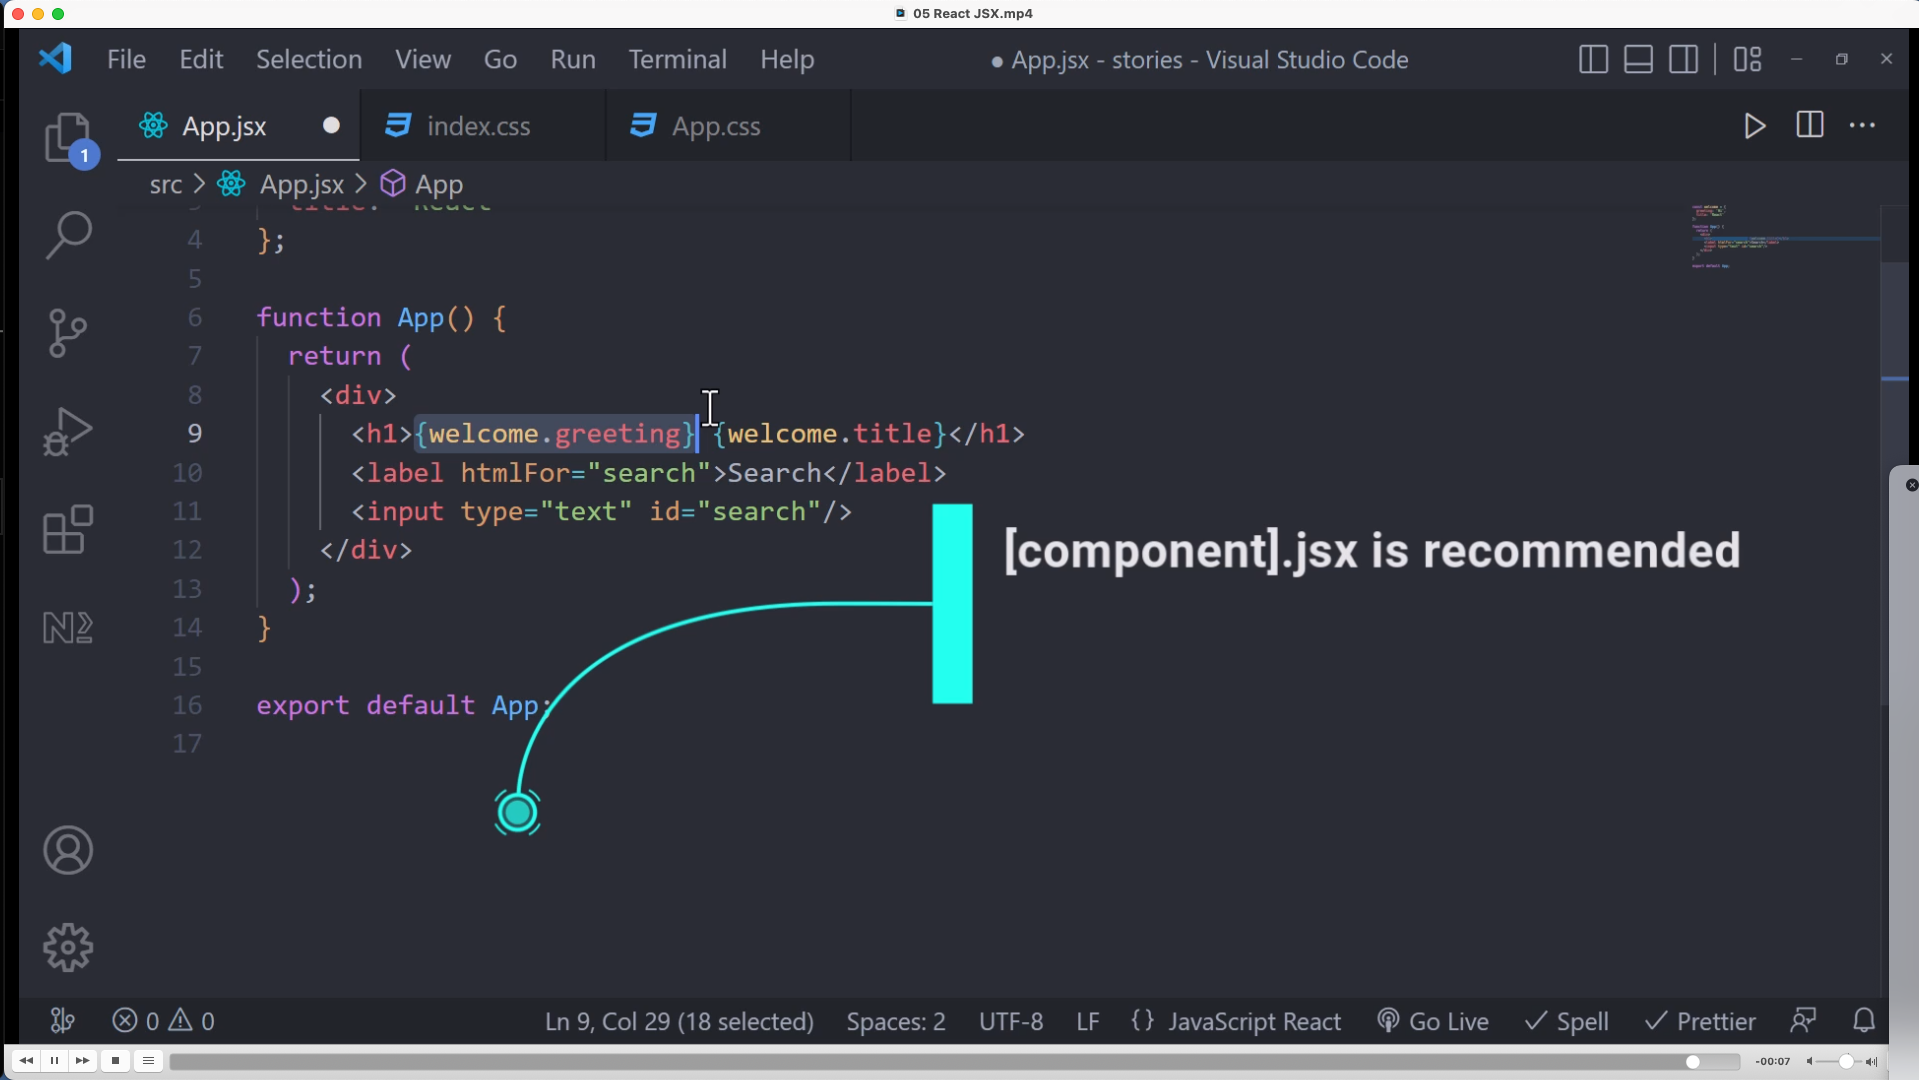 05 React JSX.mp4
File Edit Selection View Go Run Terminal Help
● App.jsx - stories - Visual Studio Code
App.jsx ● index.css App.css
1
src > App.jsx > App
4 };
5
6 function App() {
7 return (
8 <div>
9 <h1>{welcome.greeting} {welcome.title}</h1>
10 <label htmlFor="search">Search</label>
11 <input type="text" id="search"/>
12 </div>
13 );
14 }
15
16 export default App;
17
[component].jsx is recommended
0 0 Ln 9, Col 29 (18 selected) Spaces: 2 UTF-8 LF {} JavaScript React Go Live ✓ Spell ✓ Prettier
-00:07